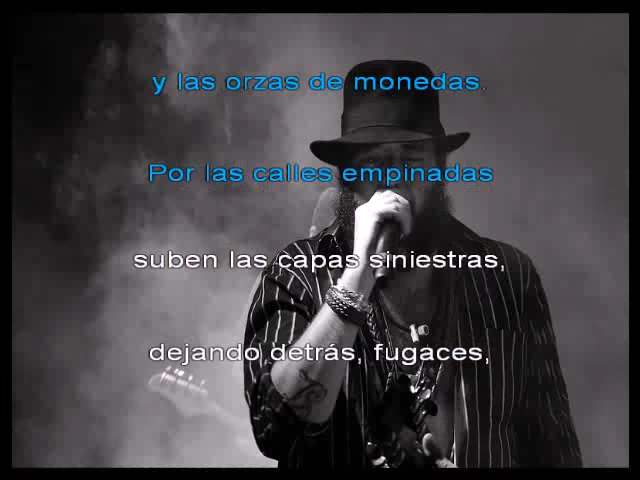 y las orzas de monedas.
Por las calles empinadas
suben las capas siniestras,
dejando detrás, fugaces,